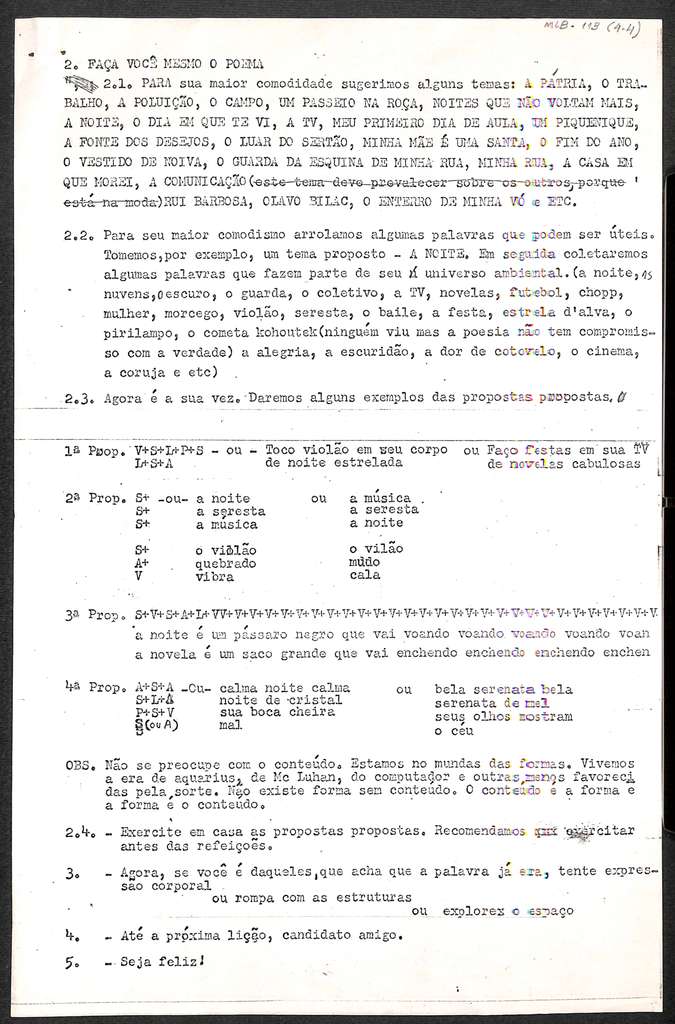 MLB - 113 (4-4)
2. FAÇA VOCÊ MESMO O POEMA
2.1. PARA sua maior comodidade sugerimos alguns temas: A PÁTRIA, O TRA-
BALHO, A POLUIÇÃO, O CAMPO, UM PASSEIO NA ROÇA, NOITES QUE NÃO VOLTAM MAIS,
A NOITE, O DIA EM QUE TE VI, A TV, MEU PRIMEIRO DIA DE AULA, UM PIQUENIQUE,
A FONTE DOS DESEJOS, O LUAR DO SERTÃO, MINHA MÃE É UMA SANTA, O FIM DO ANO,
O VESTIDO DE NOIVA, O GUARDA DA ESQUINA DE MINHA RUA, MINHA RUA, A CASA EM
QUE MOREI, A COMUNICAÇÃO(este tema deve prevalecer sobre os outros, porque '
está na moda)RUI BARBOSA, OLAVO BILAC, O ENTERRO DE MINHA VÓ e ETC.
2.2. Para seu maior comodismo arrolamos algumas palavras que podem ser úteis.
Tomemos,por exemplo, um tema proposto - A NOITE. Em seguida coletaremos
algumas palavras que fazem parte de seu universo ambiental.(a noite, as
nuvens,oescuro, o guarda, o coletivo, a TV, novelas, futebol, chopp,
mulher, morcego, violão, seresta, o baile, a festa, estrela d'alva, o
pirilampo, o cometa kohoutek(ninguém viu mas a poesia não tem compromis-
so com a verdade) a alegria, a escuridão, a dor de cotovelo, o cinema,
a coruja e etc)
2.3. Agora é a sua vez. Daremos alguns exemplos das propostas propostas.
1ª Prop. V+S+L+P+S - ou - Toco violão em seu corpo ou Faço festas em sua TV
L+S+A de noite estrelada de novelas cabulosas
2ª Prop. S+ -ou- a noite ou a música .
S+ a seresta a seresta
S+ a música a noite
S+ o violão o vilão
A+ quebrado mudo
V vibra cala
3ª Prop. S+V+S+A+L+VV+V+V+V+V+V+V+V+V+V+V+V+V+V+V+V+V+V+V+V+V+V+V+V+V+V+V+V.
a noite é um pássaro negro que vai voando voando voando voando voan
a novela é um saco grande que vai enchendo enchendo enchendo enchen
4ª Prop. A+S+A -Ou- calma noite calma ou bela serenata bela
S+L+A noite de cristal serenata de mel
P+S+V sua boca cheira seus olhos mostram
S(ou A) mal o céu
OBS. Não se preocupe com o conteúdo. Estamos no mundas das formas. Vivemos
a era de aquarius, de Mc Luhan, do computador e outras,menos favoreci
das pela sorte. Não existe forma sem conteúdo. O conteúdo é a forma e
a forma é o conteúdo.
2.4. - Exercite em casa as propostas propostas. Recomendamos exercitar
antes das refeições.
3. - Agora, se você é daqueles,que acha que a palavra já era, tente expres-
são corporal
ou rompa com as estruturas
ou explorex o espaço
4. - Até a próxima lição, candidato amigo.
5. - Seja feliz!